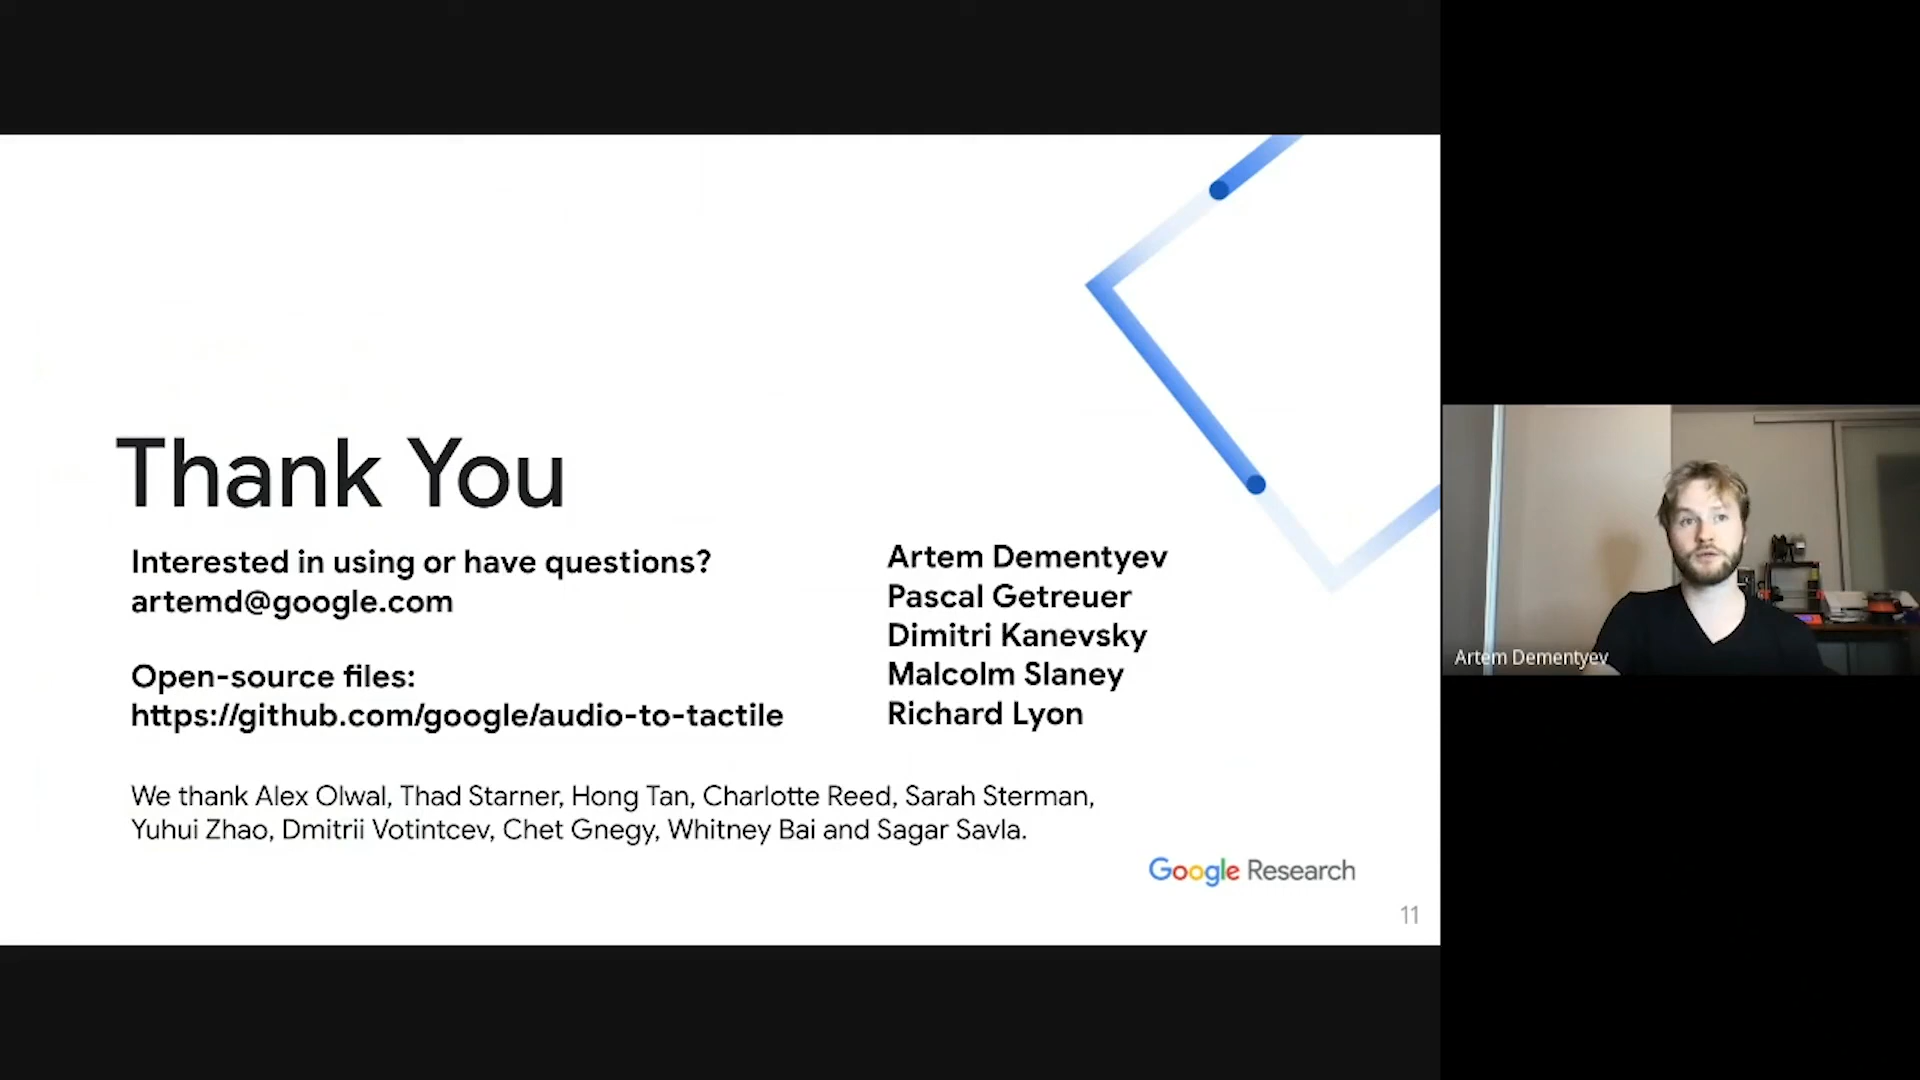 Thank You
Interested in using or have questions?
artemd@google.com
Open-source files:
https://github.com/google/audio-to-tactile
Artem Dementyev
Pascal Getreuer
Dimitri Kanevsky
Malcolm Slaney
Richard Lyon
We thank Alex Olwal, Thad Starner, Hong Tan, Charlotte Reed, Sarah Sterman,
Yuhui Zhao, Dmitrii Votintcev, Chet Gnegy, Whitney Bai and Sagar Savla.
Google Research
11
Artem Dementyev